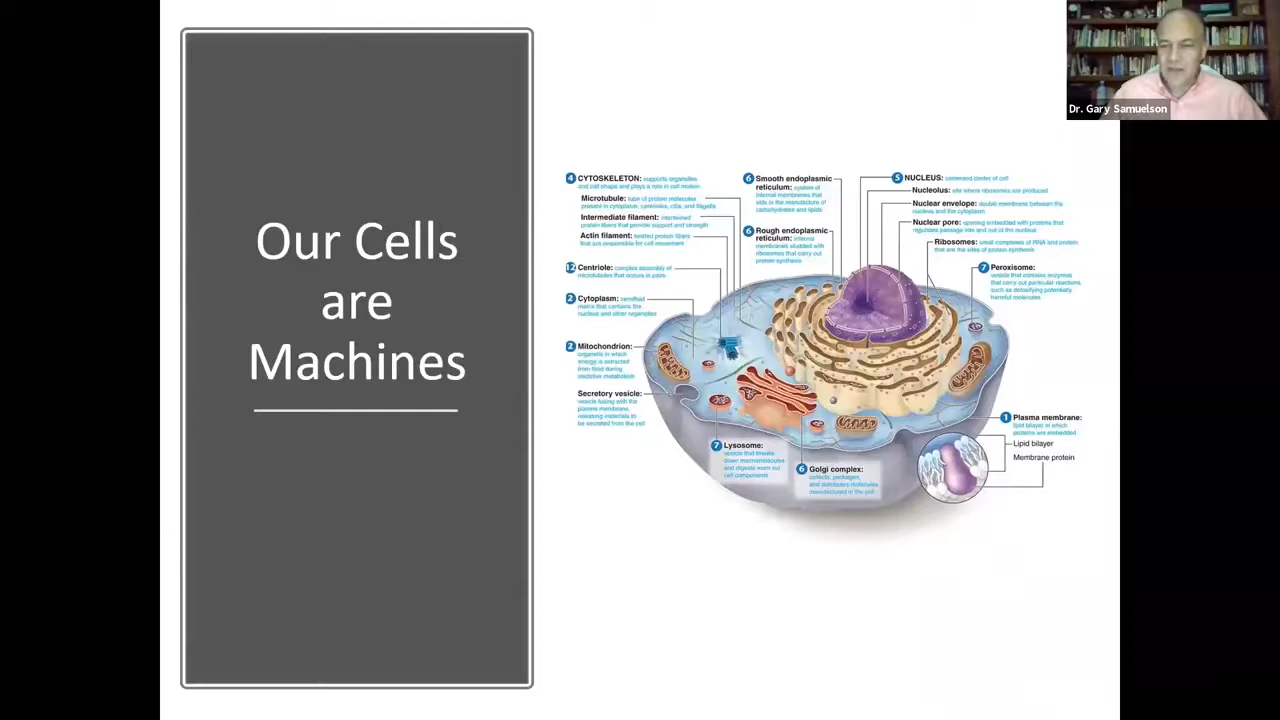 Our Cells
are
Machines
Dr. Gary Samuelson
4 CYTOSKELETON: supports organelles
and cell shape and plays a role in cell motion
Microtubule: tube of protein molecules
present in cytoplasm, centrioles, cilia, and flagella
Intermediate filament: intertwined
protein fibers that provide support and strength
Actin filament: twisted protein fibers
that are responsible for cell movement
12 Centriole: complex assembly of
microtubules that occurs in pairs
2 Cytoplasm: semifluid
matrix that contains the
nucleus and other organelles
2 Mitochondrion:
organelle in which
energy is extracted
from food during
oxidative metabolism
Secretory vesicle:
vesicle fusing with the
plasma membrane,
releasing materials to
be secreted from the cell
6 Smooth endoplasmic
reticulum: system of
internal membranes that
aids in the manufacture of
carbohydrates and lipids
6 Rough endoplasmic
reticulum: internal
membranes studded with
ribosomes that carry out
protein synthesis
5 NUCLEUS: command center of cell
Nucleolus: site where ribosomes are produced
Nuclear envelope: double membrane between the
nucleus and the cytoplasm
Nuclear pore: opening embedded with proteins that
regulates passage into and out of the nucleus
Ribosomes: small complexes of RNA and protein
that are the sites of protein synthesis
7 Peroxisome:
vesicle that contains enzymes
that carry out particular reactions,
such as detoxifying potentially
harmful molecules
7 Lysosome:
vesicle that breaks
down macromolecules
and digests worn out
cell components
6 Golgi complex:
collects, packages,
and distributes molecules
manufactured in the cell
1 Plasma membrane:
lipid bilayer in which
proteins are embedded
Lipid bilayer
Membrane protein